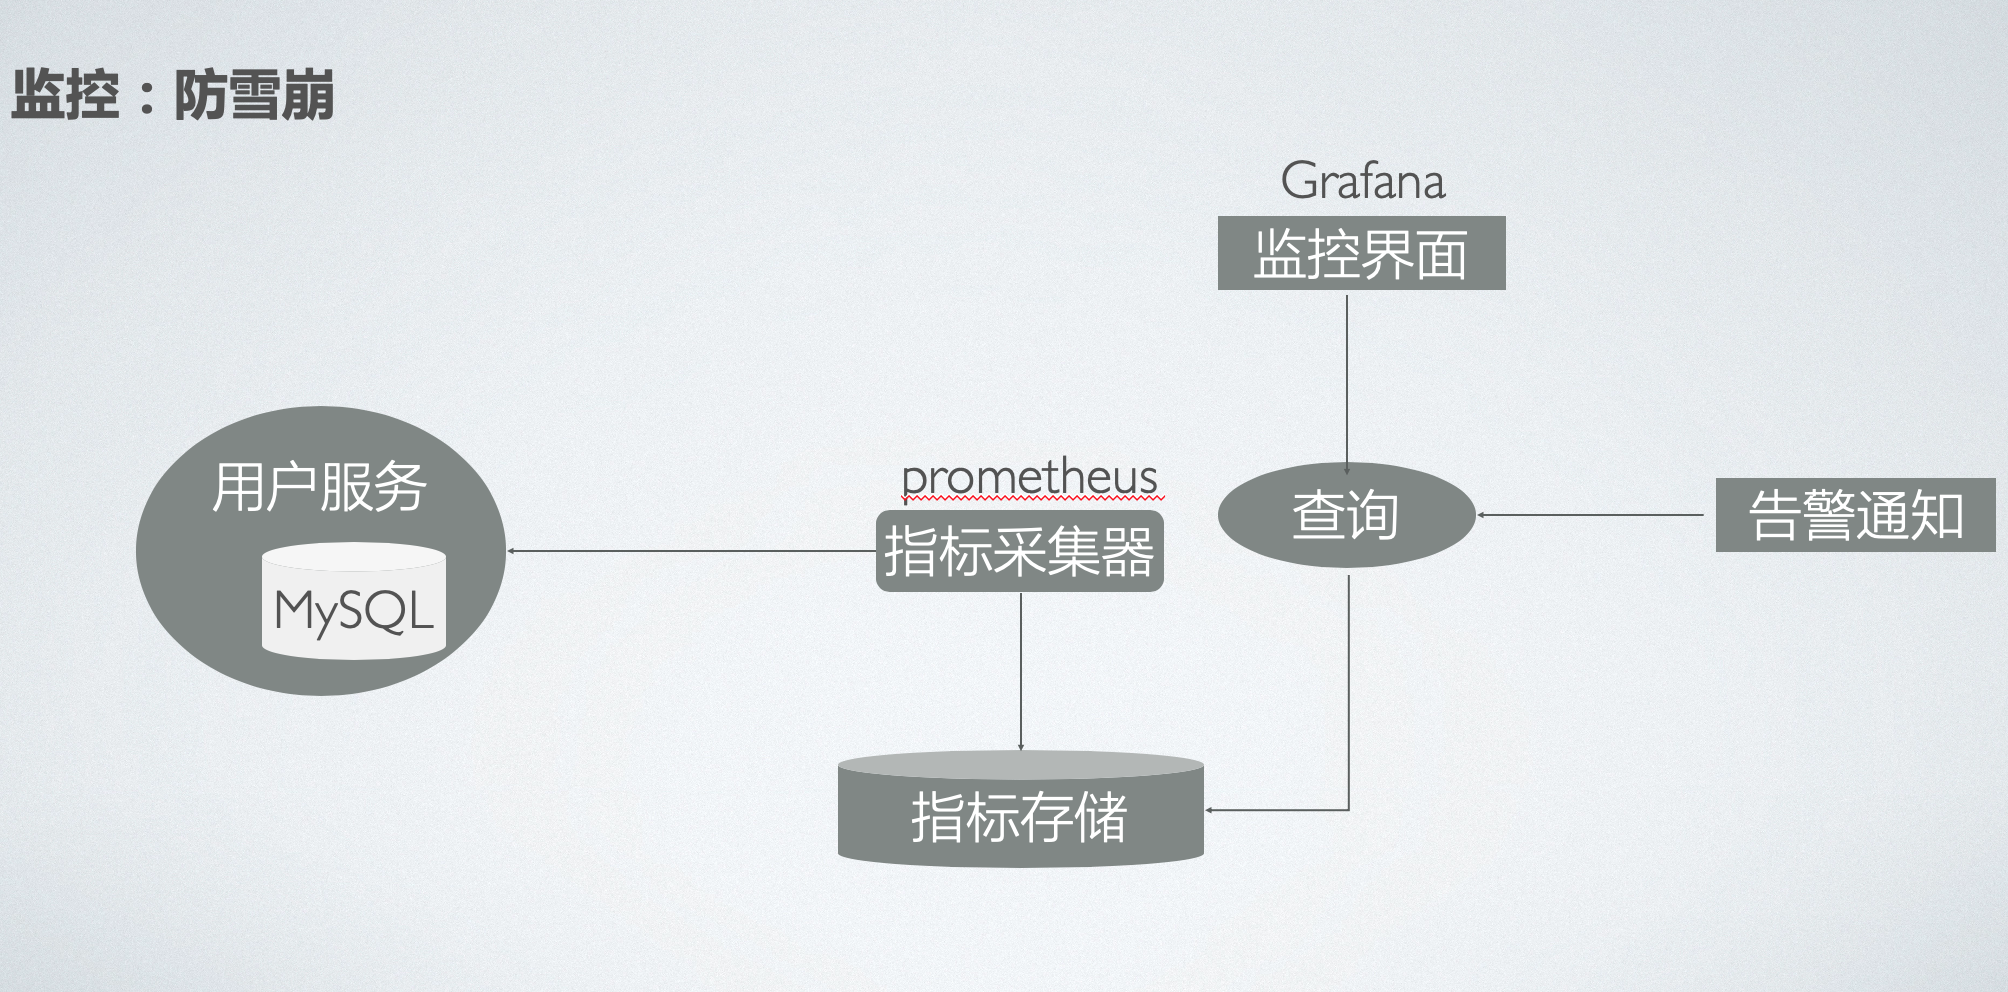 监控：防雪崩
Grafana
监控界面
用户服务
MySQL
prometheus
指标采集器
查询
告警通知
指标存储